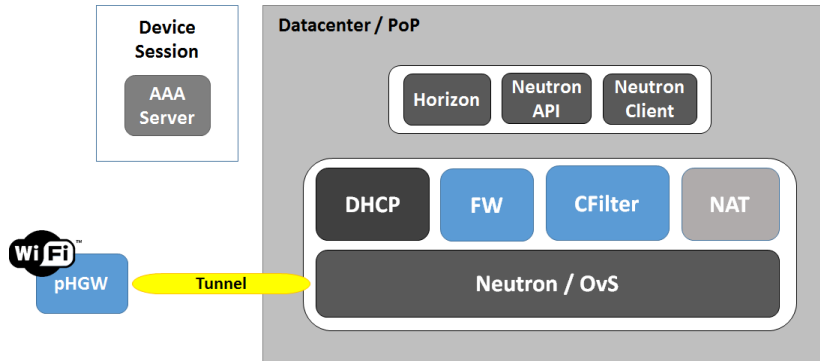 Device
Session
AAA
Server
Datacenter / PoP
Horizon
Neutron
API
Neutron
Client
DHCP
FW
CFilter
NAT
Neutron / OvS
Wi Fi™
pHGW
Tunnel